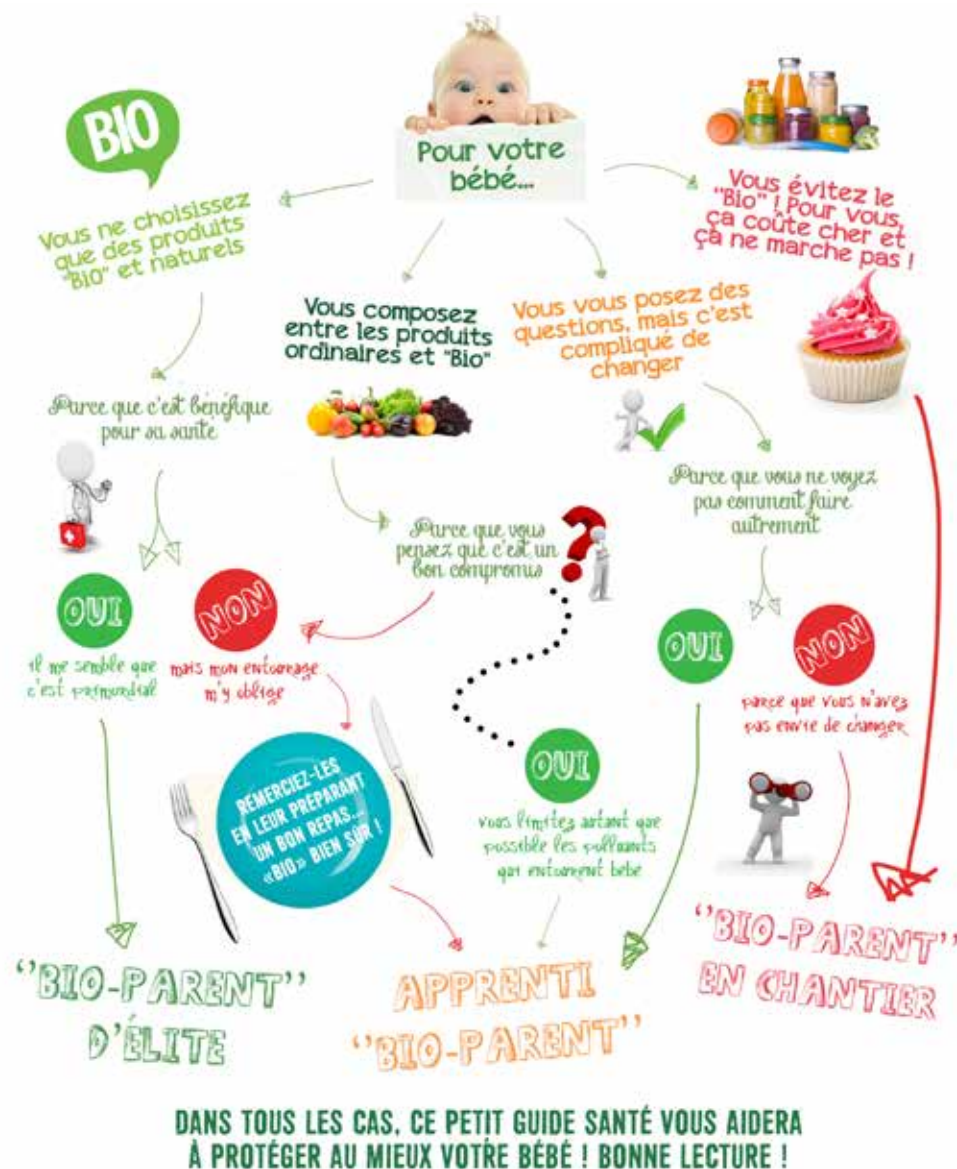 BIO
Pour votre
bébé...
Vous ne choisissez
que des produits
"Bio" et naturels
Vous évitez le
"Bio" ! Pour vous,
ça coûte cher et
ça ne marche pas !
Vous composez
entre les produits
ordinaires et "Bio"
Vous vous posez des
questions, mais c'est
compliqué de
changer
Parce que c'est bénéfique
pour sa santé
Parce que vous
pensez que c'est un
bon compromis
Parce que vous ne voyez
pas comment faire
autrement
OUI
il me semble que
c'est primordial
NON
mais mon entourage
m'y oblige
OUI
NON
parce que vous n'avez
pas envie de changer
REMERCIEZ-LES
EN LEUR PRÉPARANT
UN BON REPAS...
«BIO» BIEN SÛR !
OUI
vous limitez autant que
possible les polluants
qui entourent bébé
‘’BIO-PARENT’’
D'ÉLITE
APPRENTI
‘’BIO-PARENT’’
‘’BIO-PARENT’’
EN CHANTIER
DANS TOUS LES CAS, CE PETIT GUIDE SANTÉ VOUS AIDERA
À PROTÉGER AU MIEUX VOTRE BÉBÉ ! BONNE LECTURE !